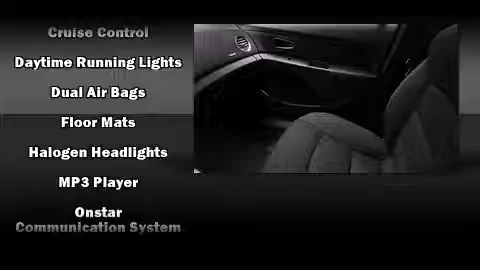 Cruise Control
Daytime Running Lights
Dual Air Bags
Floor Mats
Halogen Headlights
MP3 Player
Onstar
Communication System